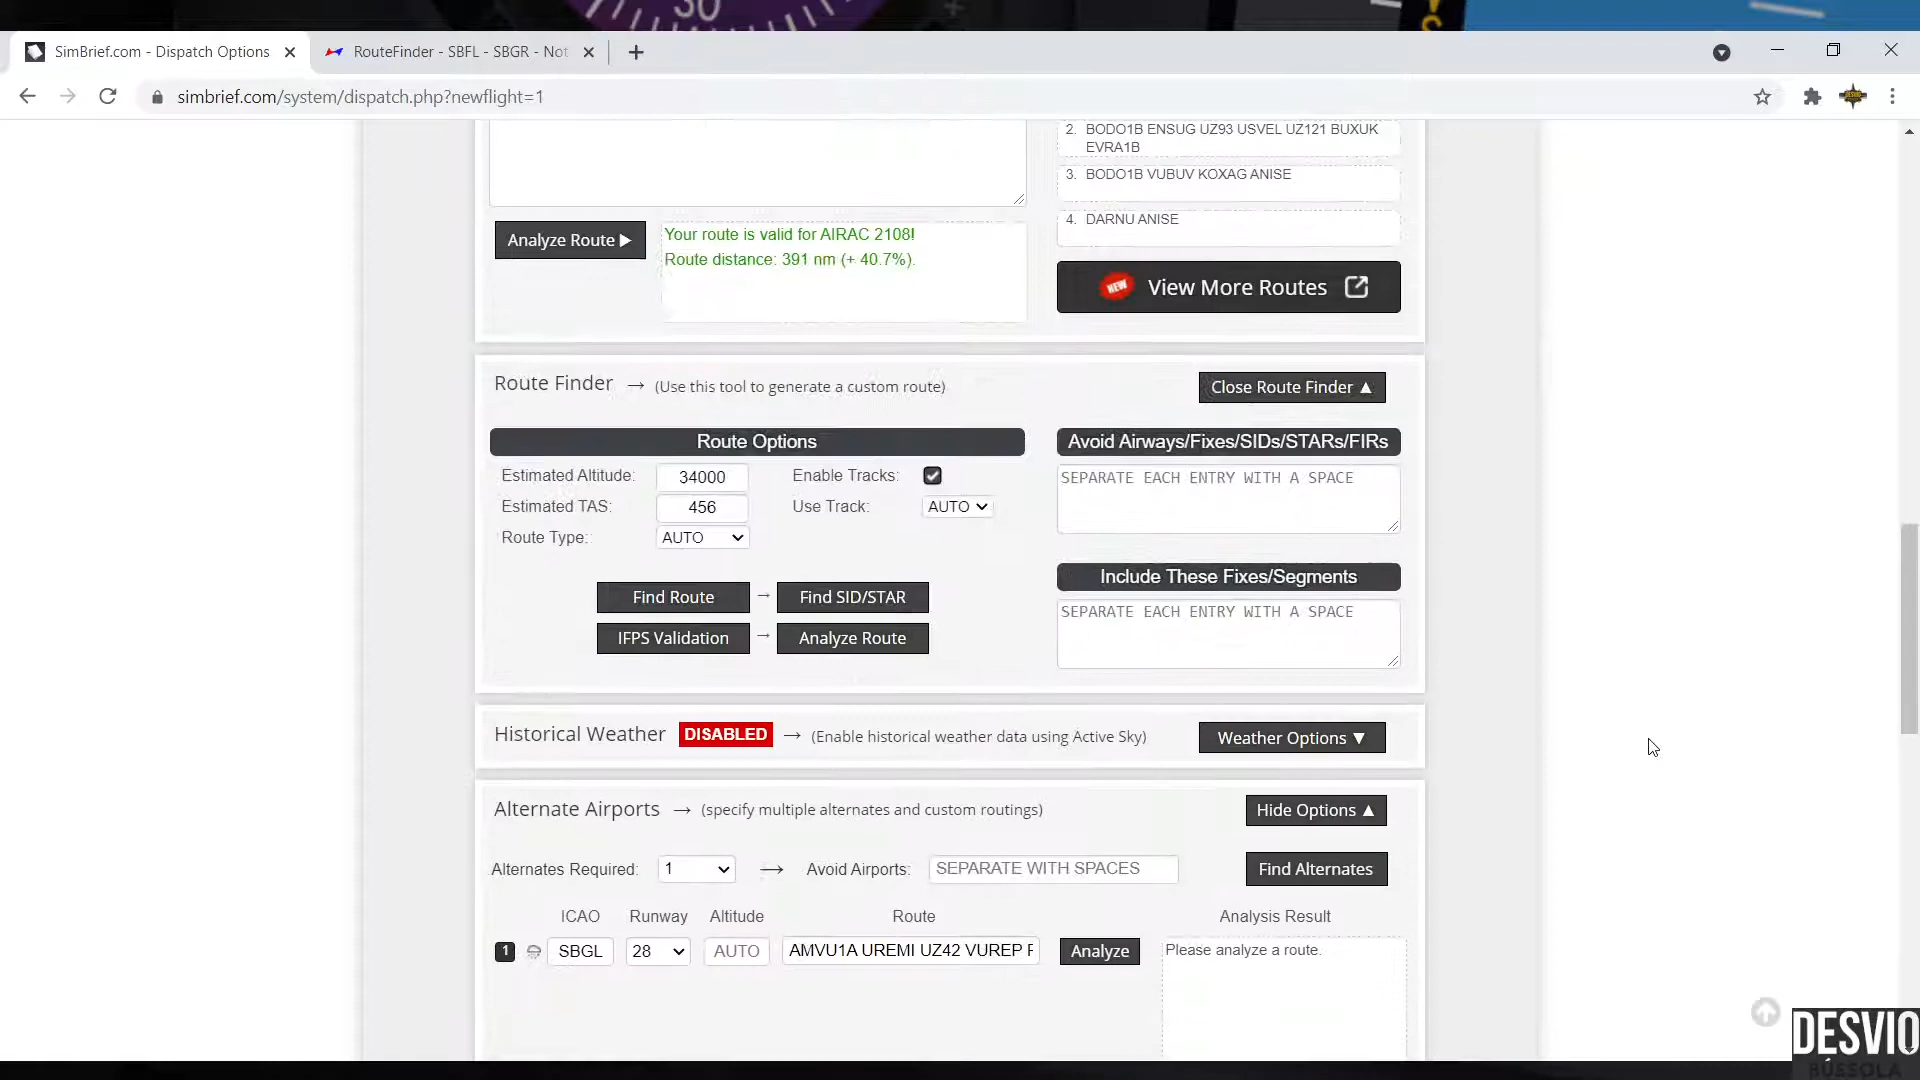 30
SimBrief.com - Dispatch Options
RouteFinder - SBFL - SBGR - Not
simbrief.com/system/dispatch.php?newflight=1
2. BODO1B ENSUG UZ93 USVEL UZ121 BUXUK
EVRA1B
3. BODO1B VUBUV KOXAG ANISE
4. DARNU ANISE
Analyze Route ▶
Your route is valid for AIRAC 2108!
Route distance: 391 nm (+ 40.7%).
NEW View More Routes
Route Finder → (Use this tool to generate a custom route)
Close Route Finder ▲
Route Options
Avoid Airways/Fixes/SIDs/STARs/FIRs
Estimated Altitude: 34000 Enable Tracks:
SEPARATE EACH ENTRY WITH A SPACE
Estimated TAS: 456 Use Track: AUTO
Route Type: AUTO
Include These Fixes/Segments
Find Route → Find SID/STAR
SEPARATE EACH ENTRY WITH A SPACE
IFPS Validation → Analyze Route
Historical Weather DISABLED → (Enable historical weather data using Active Sky)
Weather Options ▼
Alternate Airports → (specify multiple alternates and custom routings)
Hide Options ▲
Alternates Required: 1 → Avoid Airports: SEPARATE WITH SPACES
Find Alternates
ICAO Runway Altitude Route Analysis Result
1 SBGL 28 AUTO AMVU1A UREMI UZ42 VUREP Analyze Please analyze a route.
DESVIO
BÚSSOLA